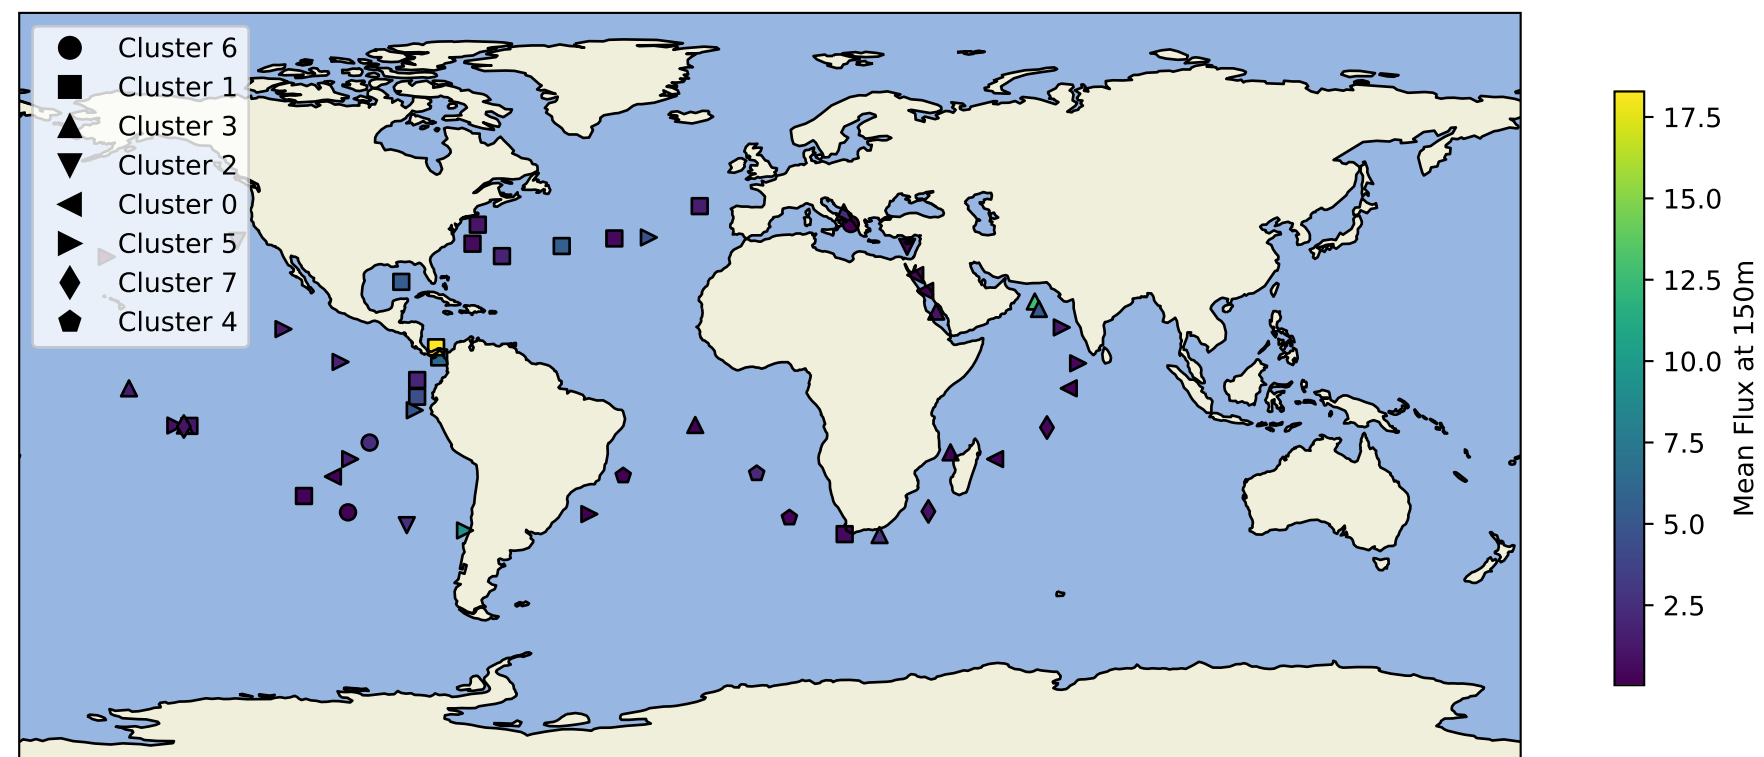 Cluster 6
Cluster 1
Cluster 3
Cluster 2
Cluster 0
Cluster 5
Cluster 7
Cluster 4
17.5
15.0
12.5
10.0
7.5
5.0
2.5
Mean Flux at 150m